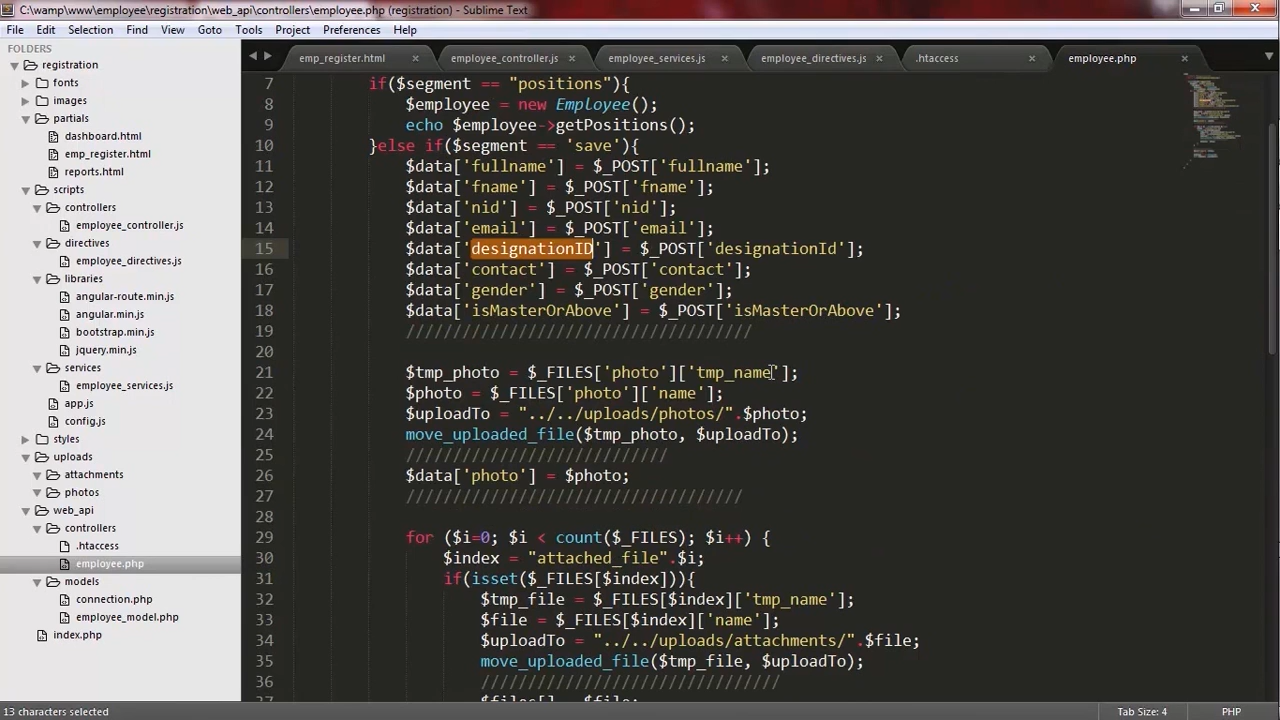 C:\wamp\www\employee\registration\web_api\controllers\employee.php (registration) - Sublime Text
File Edit Selection Find View Goto Tools Project Preferences Help
FOLDERS
registration
fonts
images
partials
dashboard.html
emp_register.html
reports.html
scripts
controllers
employee_controller.js
directives
employee_directives.js
libraries
angular-route.min.js
angular.min.js
bootstrap.min.js
jquery.min.js
services
employee_services.js
app.js
config.js
styles
uploads
attachments
photos
web_api
controllers
.htaccess
employee.php
models
connection.php
employee_model.php
index.php
emp_register.html employee_controller.js employee_services.js employee_directives.js .htaccess employee.php
7 if($segment == "positions"){
8 $employee = new Employee();
9 echo $employee->getPositions();
10 }else if($segment == 'save'){
11 $data['fullname'] = $_POST['fullname'];
12 $data['fname'] = $_POST['fname'];
13 $data['nid'] = $_POST['nid'];
14 $data['email'] = $_POST['email'];
15 $data['designationID'] = $_POST['designationId'];
16 $data['contact'] = $_POST['contact'];
17 $data['gender'] = $_POST['gender'];
18 $data['isMasterOrAbove'] = $_POST['isMasterOrAbove'];
19 /////////////////////////////////////
20
21 $tmp_photo = $_FILES['photo']['tmp_name'];
22 $photo = $_FILES['photo']['name'];
23 $uploadTo = "../../uploads/photos/".$photo;
24 move_uploaded_file($tmp_photo, $uploadTo);
25 ////////////////////////////
26 $data['photo'] = $photo;
27 ////////////////////////////////////
28
29 for ($i=0; $i < count($_FILES); $i++) {
30 $index = "attached_file".$i;
31 if(isset($_FILES[$index])){
32 $tmp_file = $_FILES[$index]['tmp_name'];
33 $file = $_FILES[$index]['name'];
34 $uploadTo = "../../uploads/attachments/".$file;
35 move_uploaded_file($tmp_file, $uploadTo);
36 ////////////////////////////////
37 $files[] = $file;
13 characters selected Tab Size: 4 PHP